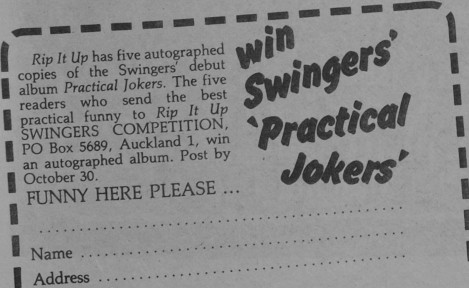 Rip It Up has five autographed
copies of the Swingers' debut
album Practical Jokers. The five
readers who send the best
practical funny to Rip It Up
SWINGERS COMPETITION,
PO Box 5689, Auckland 1, win
an autographed album. Post by
October 30.
win
Swingers'
'Practical
Jokers'
FUNNY HERE PLEASE ...
Name
Address